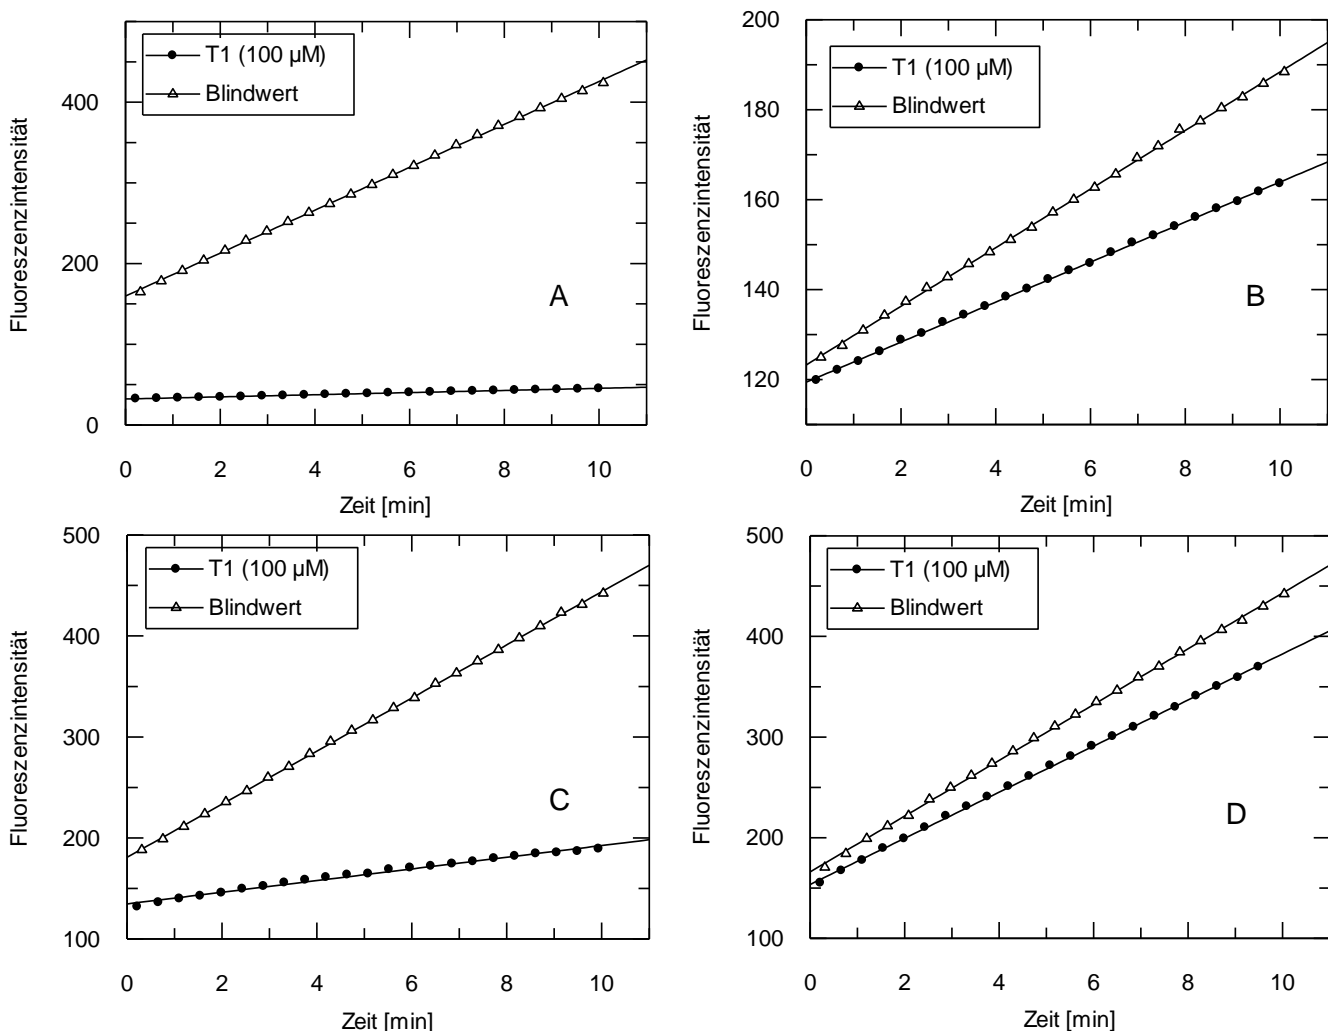 T1 (100 µM)
Blindwert
400
200
0
Fluoreszenzintensität
A
0 2 4 6 8 10
Zeit [min]
200
180
160
140
120
Fluoreszenzintensität
T1 (100 µM)
Blindwert
B
0 2 4 6 8 10
Zeit [min]
500
400
300
200
100
Fluoreszenzintensität
T1 (100 µM)
Blindwert
C
0 2 4 6 8 10
Zeit [min]
500
400
300
200
100
Fluoreszenzintensität
T1 (100 µM)
Blindwert
D
0 2 4 6 8 10
Zeit [min]